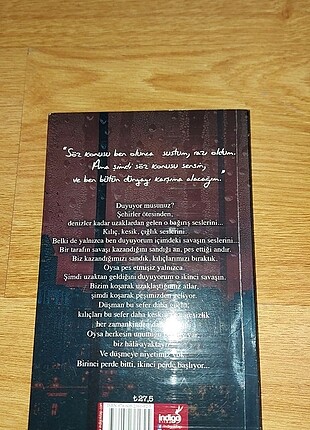 "Söz konusu ben olunca sustum, razı oldum.
Ama şimdi söz konusu sensin,
ve ben bütün dünyayı karşıma alacağım."
Duyuyor musunuz?
Şehirler ötesinden,
denizler kadar uzaklardan gelen o bağırış seslerini...
Kılıç, kesik, çığlık seslerini...
Belki de yalnızca ben duyuyorum içimdeki savaşın seslerini...
Bir tarafın savaşı kazandığını sandığı an, pes ettiği andır.
Biz kazandığımızı sandık, kılıçlarımızı bıraktık.
Oysa pes etmişiz yalnızca.
Şimdi uzaktan geldiğini duyuyorum o ikinci savaşın,
Bizim koşarak uzaklaştığımız atlar,
şimdi koşarak peşimizden geliyor.
Düşman bu sefer daha güçlü,
kılıçları bu sefer daha keskin,
her zamankinden
Oysa herkesin unuttuğu
biz hâlâ ayaktayız...
Ve düşmeye niyetimiz yok.
Birinci perde bitti, ikinci perde başlıyor...
₺27,5
indigo